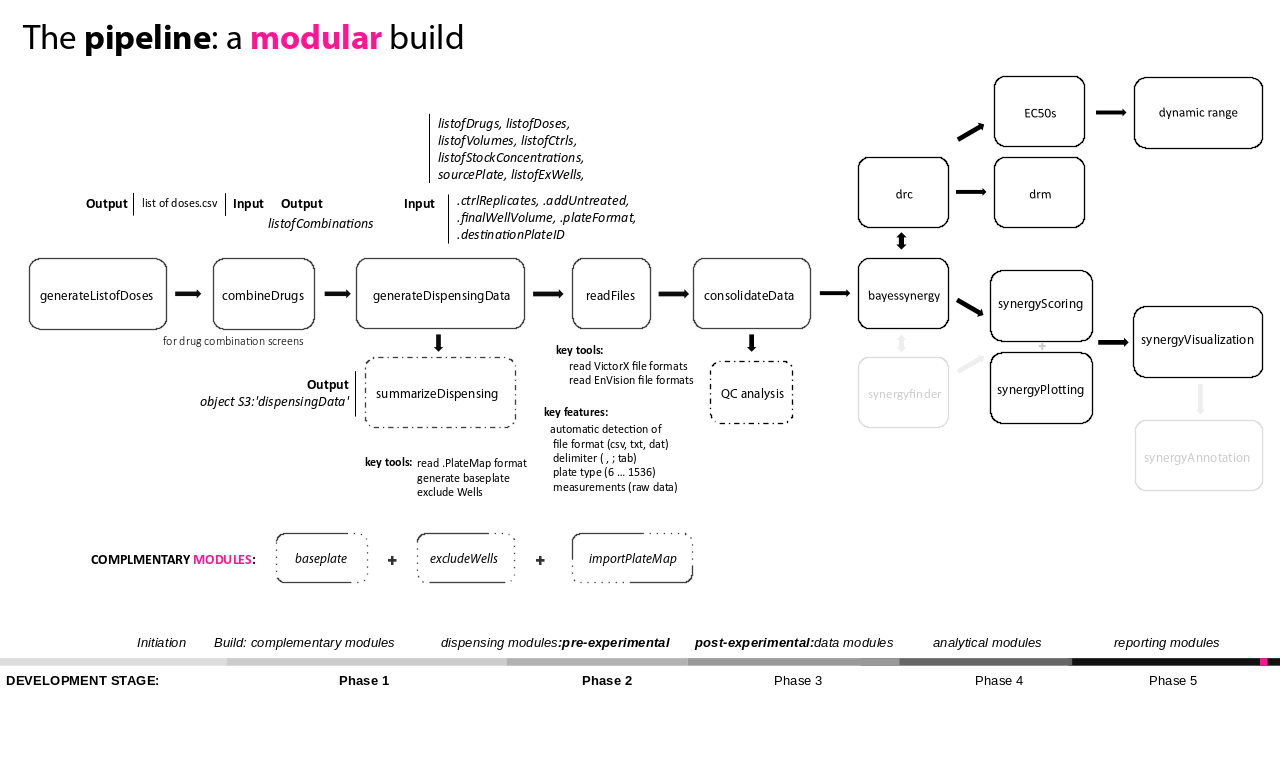 The pipeline: a modular build
EC50s
dynamic range
listofDrugs, listofDoses,
listofVolumes, listofCtrls,
listofStockConcentrations,
sourcePlate, listofExWells,
drc
drm
Output
list of doses.csv
Input
Output
listofCombinations
Input
.ctrlReplicates, .addUntreated,
.finalWellVolume, .plateFormat,
.destinationPlateID
generateListofDoses
combineDrugs
generateDispensingData
readFiles
consolidateData
bayessynergy
synergyScoring
+
synergyPlotting
synergyVisualization
for drug combination screens
key tools:
read VictorX file formats
read EnVision file formats
Output
object S3:'dispensingData'
summarizeDispensing
QC analysis
synergyfinder
synergyAnnotation
key features:
automatic detection of
file format (csv, txt, dat)
delimiter ( , ; tab)
plate type (6 ... 1536)
measurements (raw data)
key tools: read .PlateMap format
generate baseplate
exclude Wells
COMPLMENTARY MODULES:
baseplate
+
excludeWells
+
importPlateMap
Initiation
Build: complementary modules
dispensing modules:pre-experimental
post-experimental:data modules
analytical modules
reporting modules
DEVELOPMENT STAGE:
Phase 1
Phase 2
Phase 3
Phase 4
Phase 5